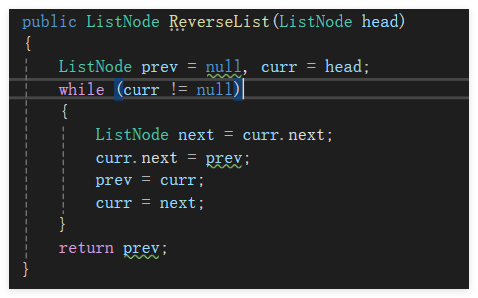 public ListNode ReverseList(ListNode head)
{
    ListNode prev = null, curr = head;
    while (curr != null)
    {
        ListNode next = curr.next;
        curr.next = prev;
        prev = curr;
        curr = next;
    }
    return prev;
}